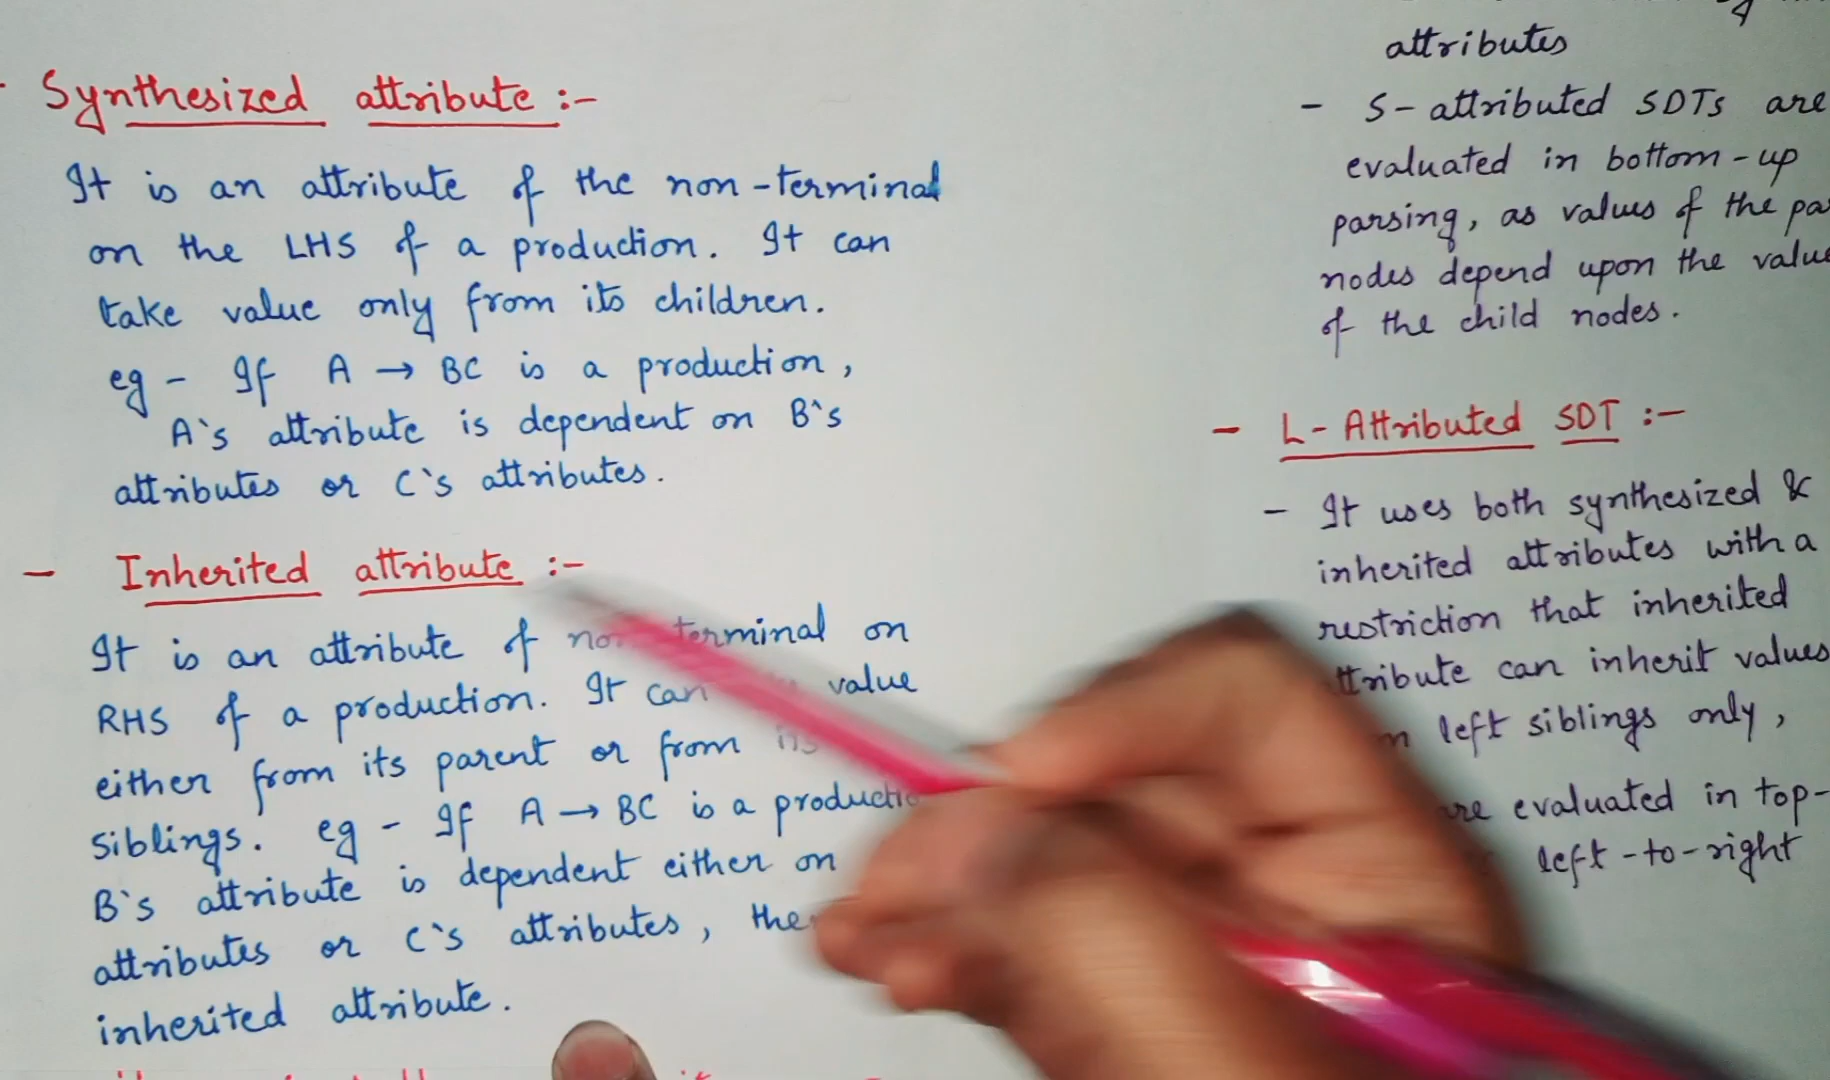 Synthesized attribute :-
It is an attribute of the non-terminal
on the LHS of a production. It can
take value only from its children.
eg - If A → BC is a production,
A's attribute is dependent on B's
attributes or C's attributes.
- Inherited attribute :-
It is an attribute of terminal on
RHS of a production. It can value
either from its parent or from its
siblings. eg - If A → BC is a
B's attribute is dependent either on
attributes or C's attributes,
inherited attribute.
attributes
- S-attributed SDTs are
evaluated in bottom-up
parsing, as values of the
nodes depend upon the
of the child nodes.
- L-Attributed SDT :-
- It uses both synthesized &
inherited attributes with a
restriction that inherited
can inherit values
left siblings only,
evaluated in top-
left-to-right